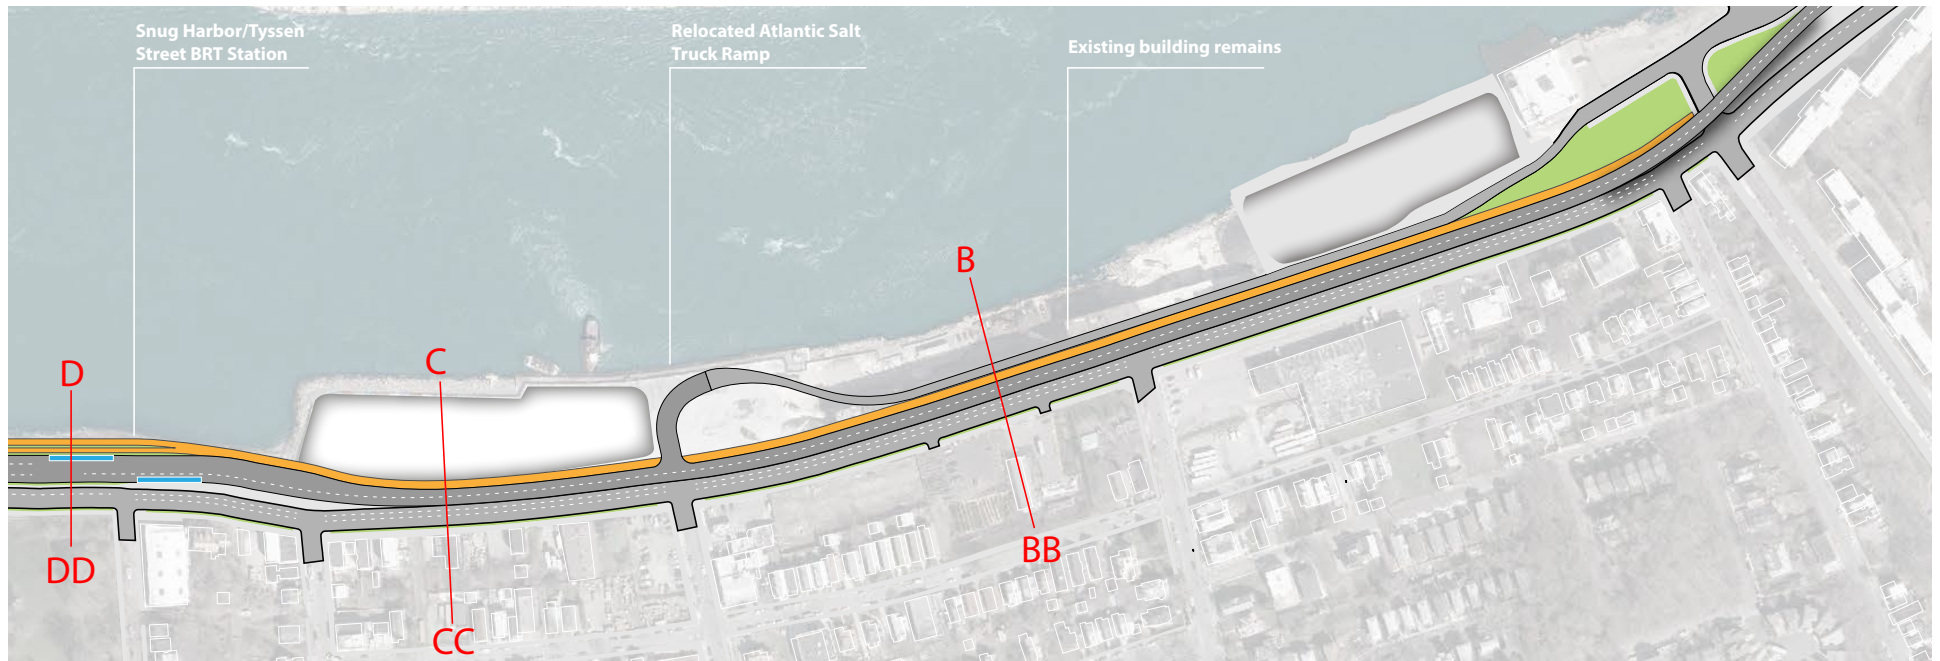 Snug Harbor/Tyssen
Street BRT Station
Relocated Atlantic Salt
Truck Ramp
Existing building remains
B
C
D
BB
DD
CC